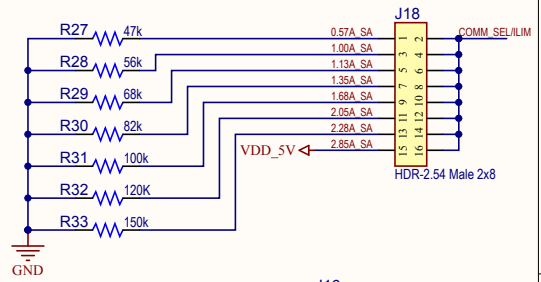 J18
R27 47k 0.57A_SA 1 2 COMM_SEL/ILIM
R28 56k 1.00A_SA 3 4
R29 68k 1.13A_SA 5 6
R30 82k 1.35A_SA 7 8
R31 100k 1.68A_SA 9 10
R32 120K 2.05A_SA 11 12
R33 150k 2.28A_SA 13 14
VDD_5V 2.85A_SA 15 16
HDR-2.54 Male 2x8
GND